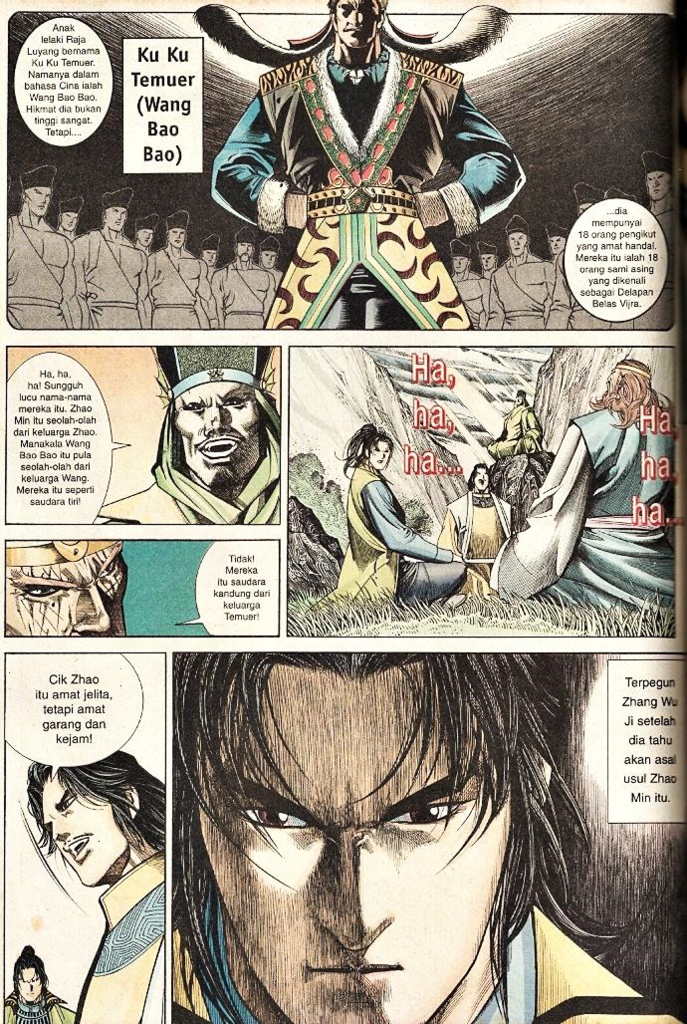 Anak
lelaki Raja
Luyang bernama
Ku Ku Temuer.
Namanya dalam
bahasa Cina ialah
Wang Bao Bao.
Hikmat dia bukan
tinggi sangat.
Tetapi....
Ku Ku
Temuer
(Wang
Bao
Bao)
...dia
mempunyai
18 orang pengikut
yang amat handal.
Mereka itu ialah 18
orang sami asing
yang dikenali
sebagai Delapan
Belas Vijra.
Ha, ha,
ha! Sungguh
lucu nama-nama
mereka itu. Zhao
Min itu seolah-olah
dari keluarga Zhao.
Manakala Wang
Bao Bao itu pula
seolah-olah dari
keluarga Wang.
Mereka itu seperti
saudara tiri!
Ha,
ha,
ha...
Ha,
ha,
ha...
Tidak!
Mereka
itu saudara
kandung dari
keluarga
Temuer!
Cik Zhao
itu amat jelita,
tetapi amat
garang dan
kejam!
Terpegun
Zhang Wu
Ji setelah
dia tahu
akan asal
usul Zhao
Min itu.